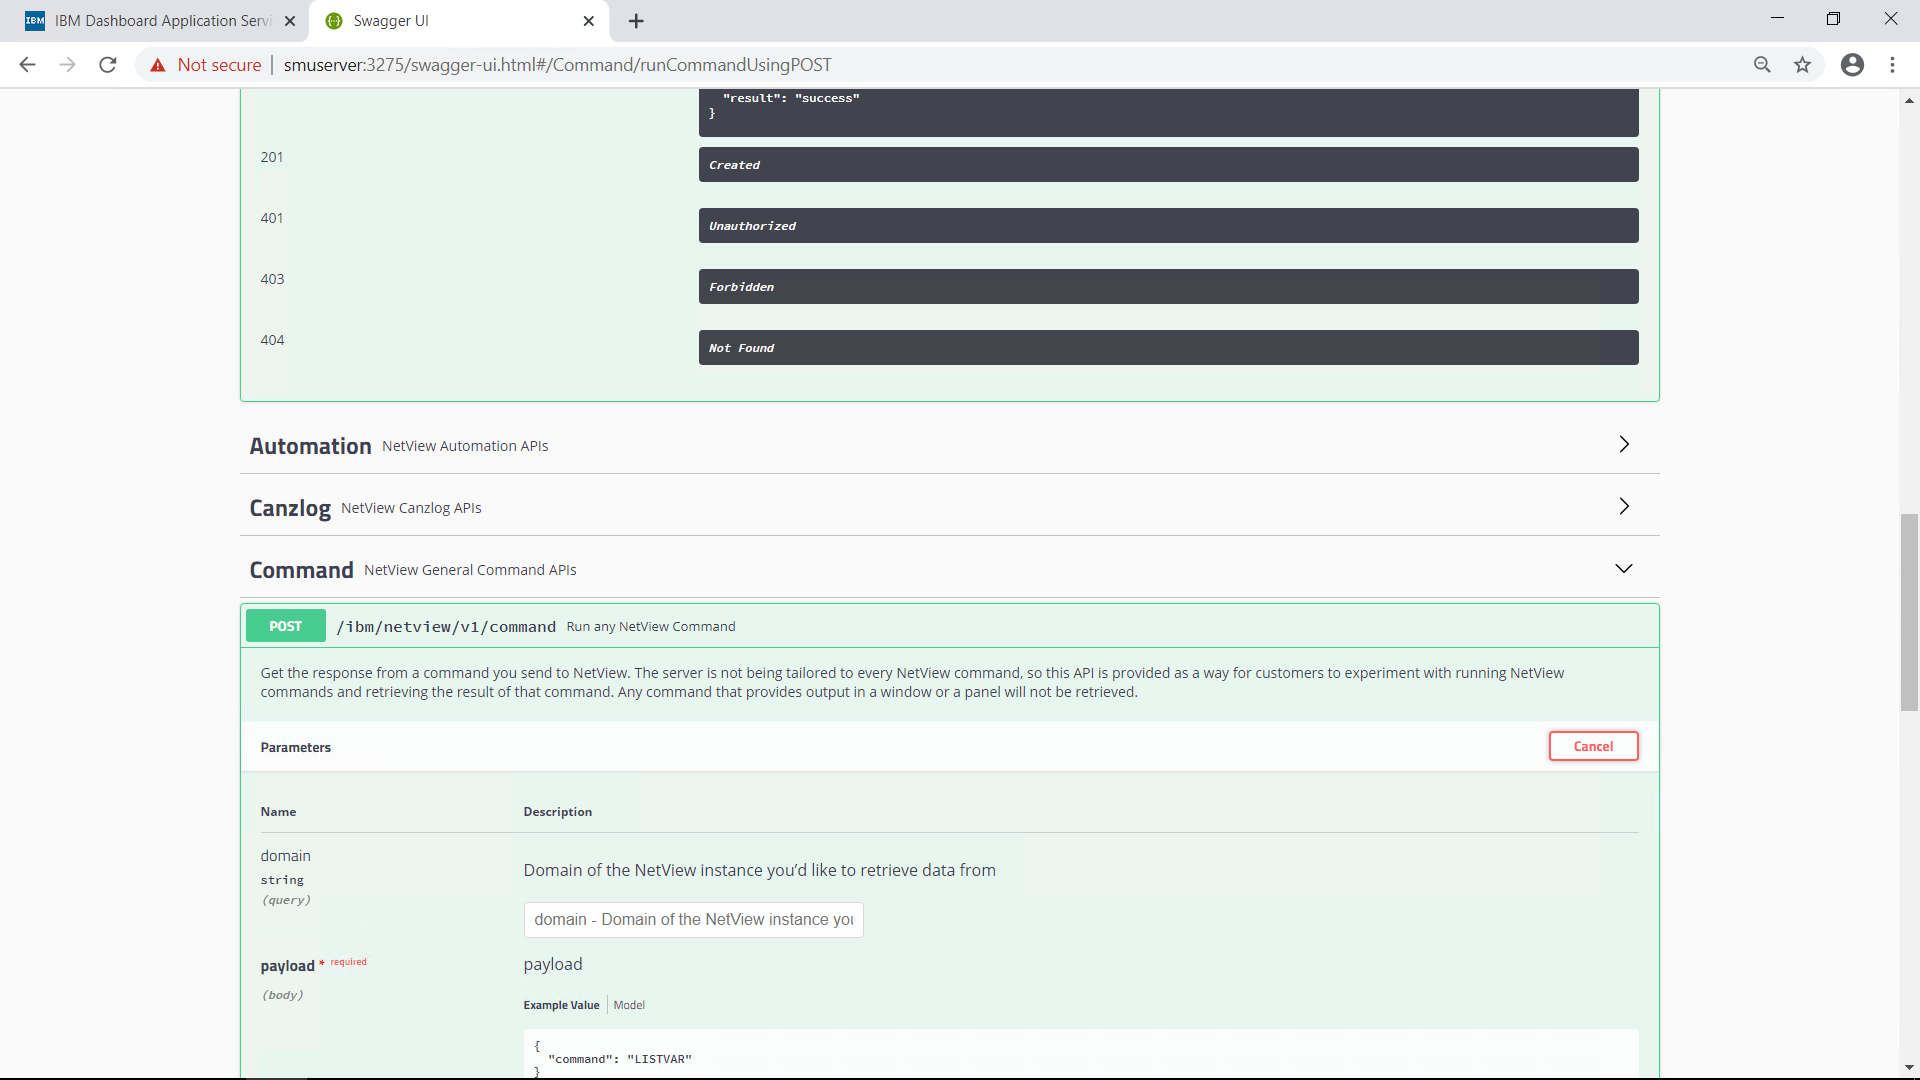 IBM
IBM Dashboard Application Servi
Swagger UI
Not secure
smuserver:3275/swagger-ui.html#/Command/runCommandUsingPOST
"result": "success"
}
201
Created
401
Unauthorized
403
Forbidden
404
Not Found
Automation NetView Automation APIs
Canzlog NetView Canzlog APIs
Command NetView General Command APIs
POST /ibm/netview/v1/command Run any NetView Command
Get the response from a command you send to NetView. The server is not being tailored to every NetView command, so this API is provided as a way for customers to experiment with running NetView
commands and retrieving the result of that command. Any command that provides output in a window or a panel will not be retrieved.
Parameters
Cancel
Name Description
domain
string
(query)
Domain of the NetView instance you’d like to retrieve data from
domain - Domain of the NetView instance you
payload * required
(body)
payload
Example Value Model
{
"command": "LISTVAR"
}